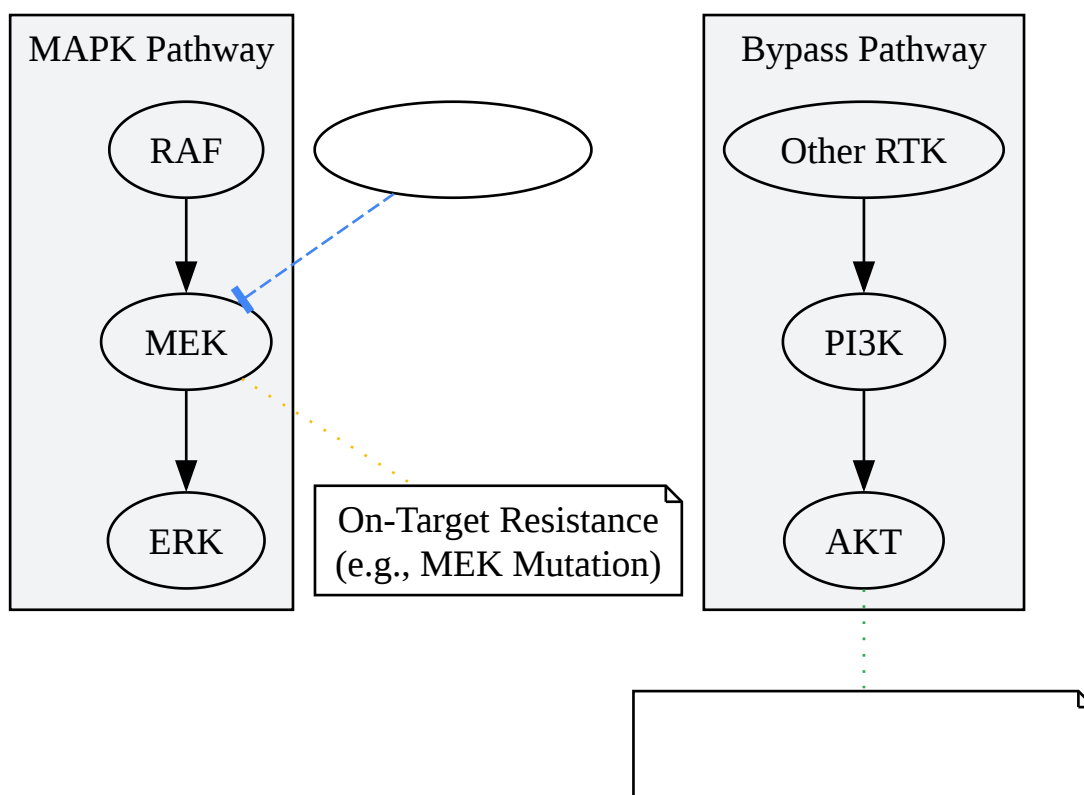 MAPK Pathway
RAF
MEK
ERK
On-Target Resistance
(e.g., MEK Mutation)
Bypass Pathway
Other RTK
PI3K
AKT